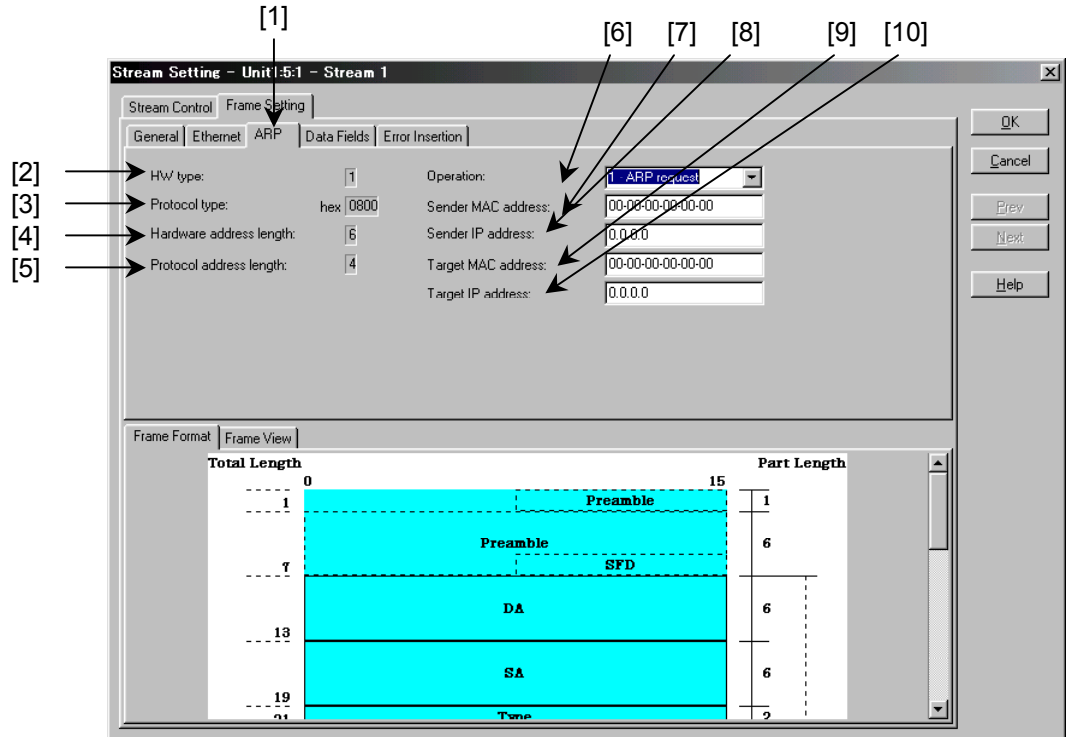 [1]
[6] [7] [8] [9] [10]
Stream Setting - Unit1:5:1 - Stream 1
Stream Control Frame Setting
General Ethernet ARP Data Fields Error Insertion
OK
Cancel
Prev
Next
Help
[2] HW type: 1 Operation: 1 - ARP request
[3] Protocol type: hex 0800 Sender MAC address: 00-00-00-00-00-00
[4] Hardware address length: 6 Sender IP address: 0.0.0.0
[5] Protocol address length: 4 Target MAC address: 00-00-00-00-00-00
Target IP address: 0.0.0.0
Frame Format Frame View
Total Length Part Length
0 15
1 Preamble 1
Preamble 6
7 SFD
DA 6
13
SA 6
19
21 Type 2